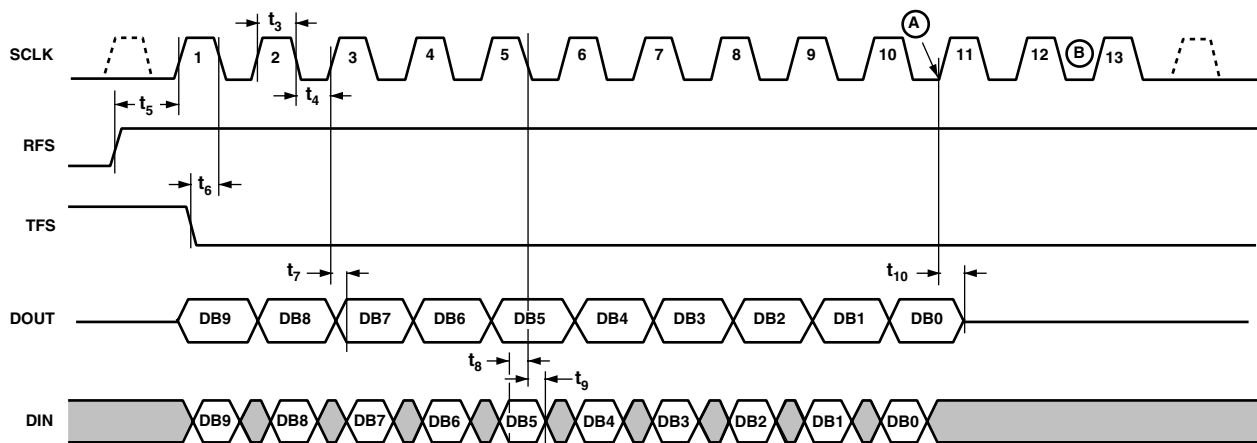 SCLK 1 2 3 4 5 6 7 8 9 10 A 11 12 B 13
t3
t4
t5
RFS
t6
TFS
t7 t10
DOUT DB9 DB8 DB7 DB6 DB5 DB4 DB3 DB2 DB1 DB0
t8 t9
DIN DB9 DB8 DB7 DB6 DB5 DB4 DB3 DB2 DB1 DB0